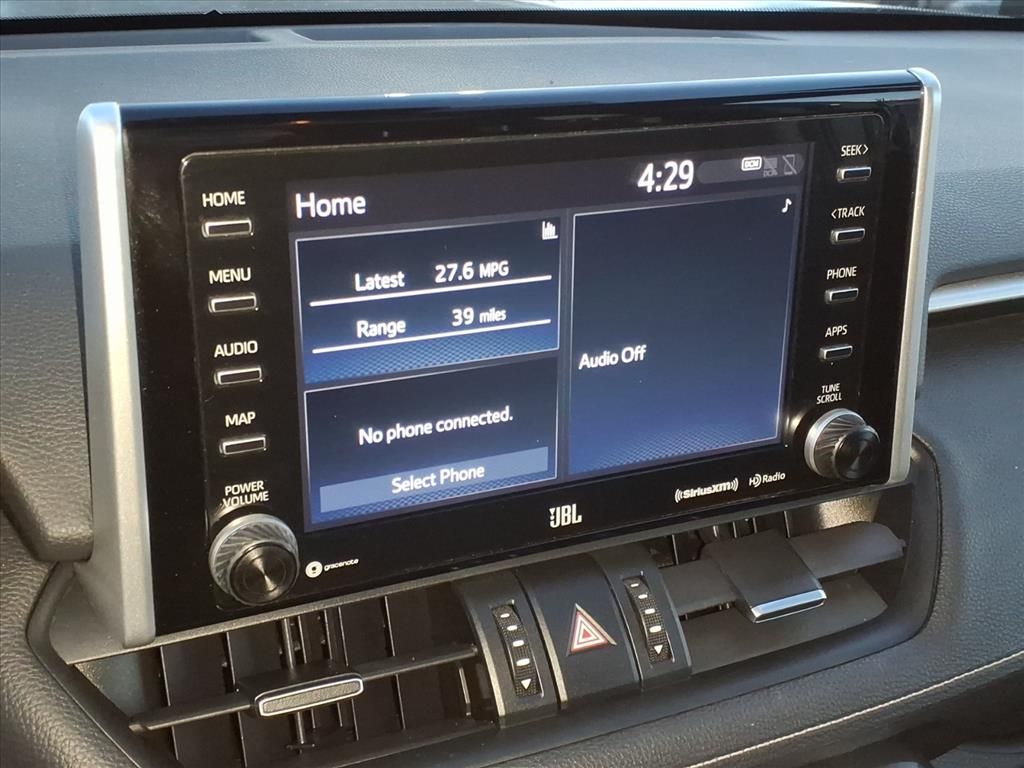 HOME
MENU
AUDIO
MAP
POWER
VOLUME
Home
4:29
DCM
Latest 27.6 MPG
Range 39 miles
No phone connected.
Select Phone
Audio Off
SEEK >
< TRACK
PHONE
APPS
TUNE
SCROLL
gracenote
JBL
((SiriusXM))
HD Radio